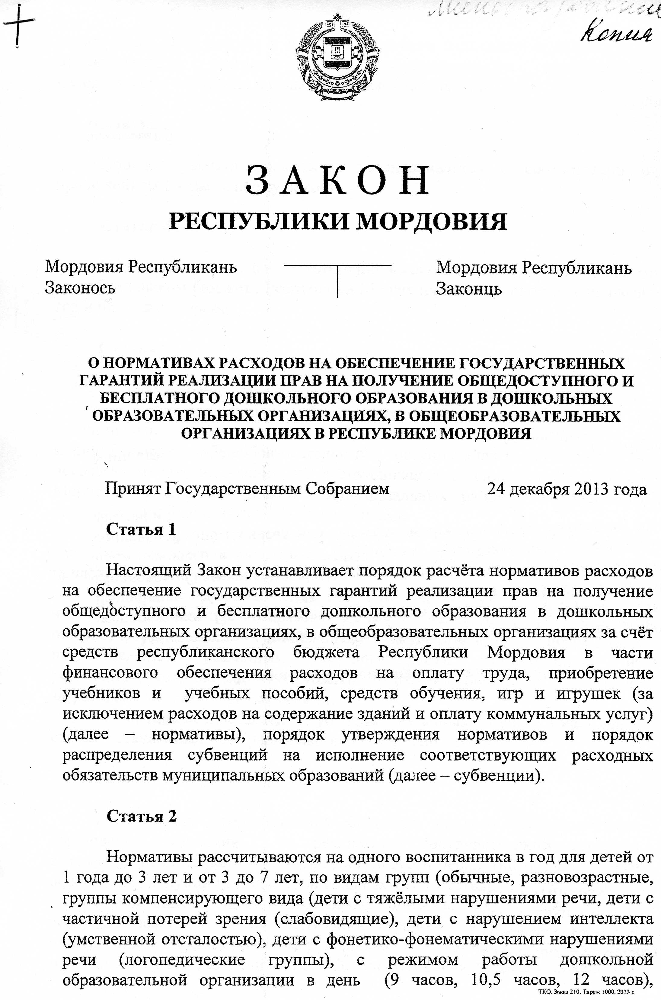 Копия
ЗАКОН
РЕСПУБЛИКИ МОРДОВИЯ
Мордовия Республикань
Законось
Мордовия Республикань
Законць
О НОРМАТИВАХ РАСХОДОВ НА ОБЕСПЕЧЕНИЕ ГОСУДАРСТВЕННЫХ
ГАРАНТИЙ РЕАЛИЗАЦИИ ПРАВ НА ПОЛУЧЕНИЕ ОБЩЕДОСТУПНОГО И
БЕСПЛАТНОГО ДОШКОЛЬНОГО ОБРАЗОВАНИЯ В ДОШКОЛЬНЫХ
ОБРАЗОВАТЕЛЬНЫХ ОРГАНИЗАЦИЯХ, В ОБЩЕОБРАЗОВАТЕЛЬНЫХ
ОРГАНИЗАЦИЯХ В РЕСПУБЛИКЕ МОРДОВИЯ
Принят Государственным Собранием 24 декабря 2013 года
Статья 1
Настоящий Закон устанавливает порядок расчёта нормативов расходов
на обеспечение государственных гарантий реализации прав на получение
общедоступного и бесплатного дошкольного образования в дошкольных
образовательных организациях, в общеобразовательных организациях за счёт
средств республиканского бюджета Республики Мордовия в части
финансового обеспечения расходов на оплату труда, приобретение
учебников и учебных пособий, средств обучения, игр и игрушек (за
исключением расходов на содержание зданий и оплату коммунальных услуг)
(далее – нормативы), порядок утверждения нормативов и порядок
распределения субвенций на исполнение соответствующих расходных
обязательств муниципальных образований (далее – субвенции).
Статья 2
Нормативы рассчитываются на одного воспитанника в год для детей от
1 года до 3 лет и от 3 до 7 лет, по видам групп (обычные, разновозрастные,
группы компенсирующего вида (дети с тяжёлыми нарушениями речи, дети с
частичной потерей зрения (слабовидящие), дети с нарушением интеллекта
(умственной отсталостью), дети с фонетико-фонематическими нарушениями
речи (логопедические группы), с режимом работы дошкольной
образовательной организации в день (9 часов, 10,5 часов, 12 часов),
ТКО. Заказ 210. Тираж 1000. 2013 г.